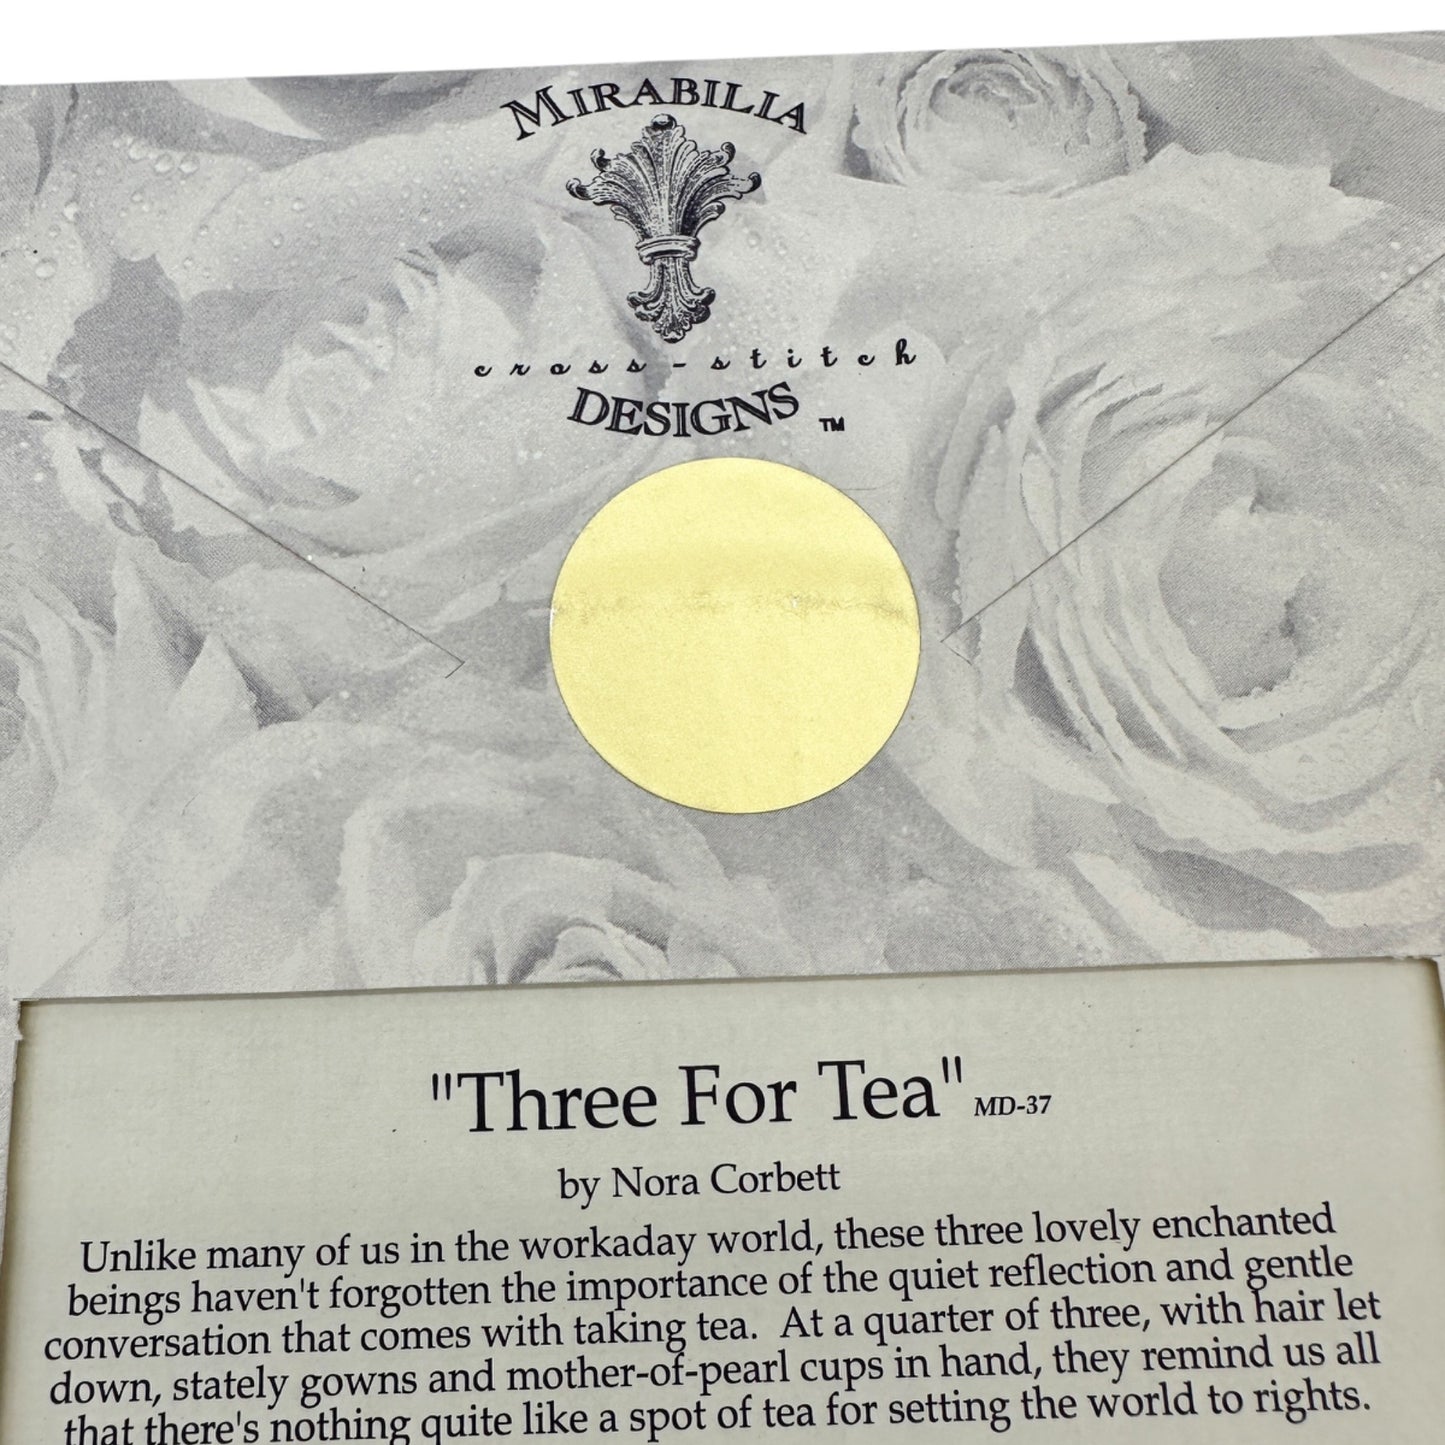 MIRABILIA
cross-stitch
DESIGNS ™
"Three For Tea" MD-37
by Nora Corbett
Unlike many of us in the workaday world, these three lovely enchanted
beings haven't forgotten the importance of the quiet reflection and gentle
conversation that comes with taking tea.  At a quarter of three, with hair let
down, stately gowns and mother-of-pearl cups in hand, they remind us all
that there's nothing quite like a spot of tea for setting the world to rights.